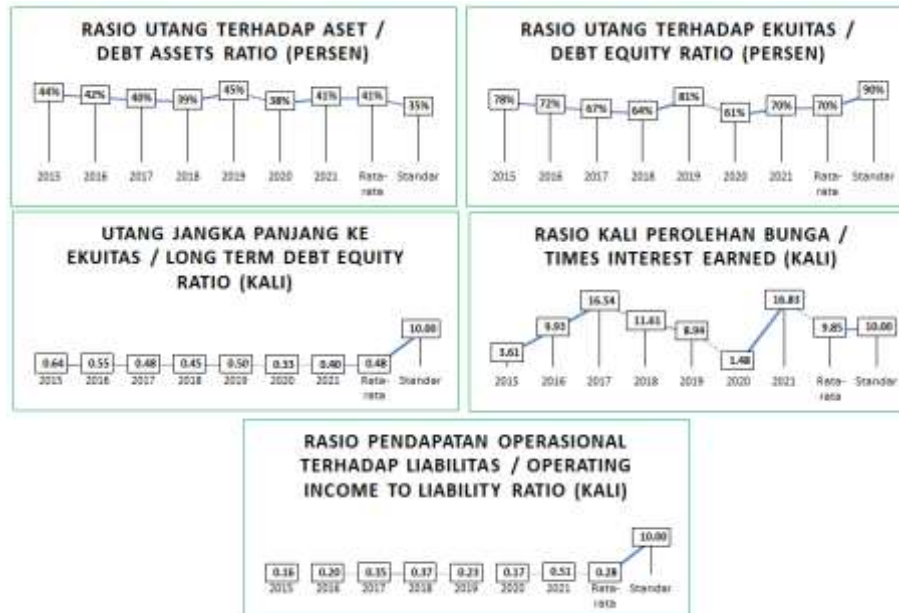 RASIO UTANG TERHADAP ASET /
DEBT ASSETS RATIO (PERSEN)
44% 42% 40% 39% 45% 38% 41% 41% 35%
2015 2016 2017 2018 2019 2020 2021 Rata-rata Standar
RASIO UTANG TERHADAP EKUITAS /
DEBT EQUITY RATIO (PERSEN)
78% 72% 67% 64% 81% 61% 70% 70% 90%
2015 2016 2017 2018 2019 2020 2021 Rata-rata Standar
UTANG JANGKA PANJANG KE
EKUITAS / LONG TERM DEBT EQUITY
RATIO (KALI)
0.64 0.55 0.48 0.45 0.50 0.33 0.40 0.48 10.00
2015 2016 2017 2018 2019 2020 2021 Rata-rata Standar
RASIO KALI PEROLEHAN BUNGA /
TIMES INTEREST EARNED (KALI)
3.61 9.93 16.54 11.61 8.94 1.48 16.83 9.85 10.00
2015 2016 2017 2018 2019 2020 2021 Rata-rata Standar
RASIO PENDAPATAN OPERASIONAL
TERHADAP LIABILITAS / OPERATING
INCOME TO LIABILITY RATIO (KALI)
0.16 0.20 0.35 0.37 0.23 0.17 0.51 0.28 10.00
2015 2016 2017 2018 2019 2020 2021 Rata-rata Standar